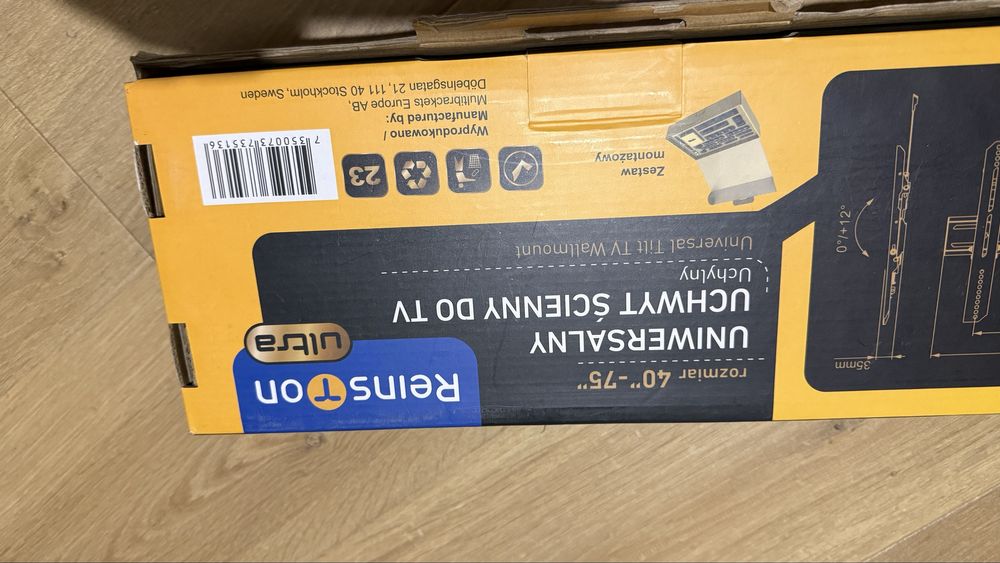 35mm
0°/+12°
rozmiar 40"-75"
UNIWERSALNY
UCHWYT ŚCIENNY DO TV
Uchylny
Universal Tilt TV Wallmount
ReinsTon
ultra
Zestaw
montażowy
23
Wyprodukowano /
Manufactured by:
Multibrackets Europe AB,
Döbelnsgatan 21, 111 40 Stockholm, Sweden
7 350073 735136